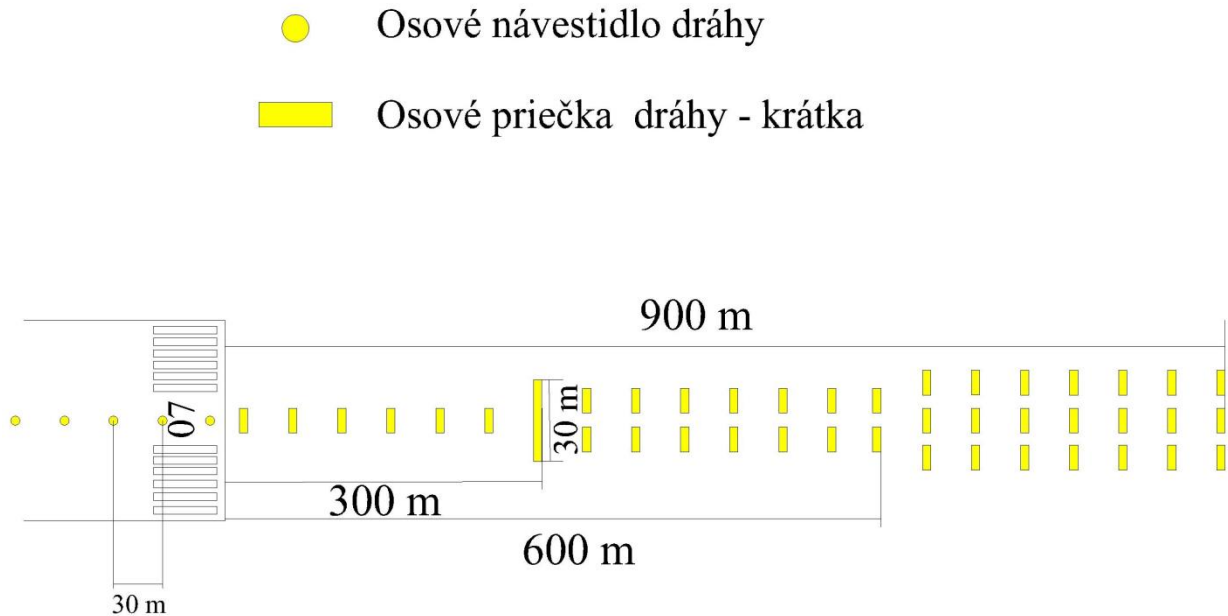 Osové návestidlo dráhy
Osové priečka dráhy - krátka
900 m
07
30 m
300 m
600 m
30 m